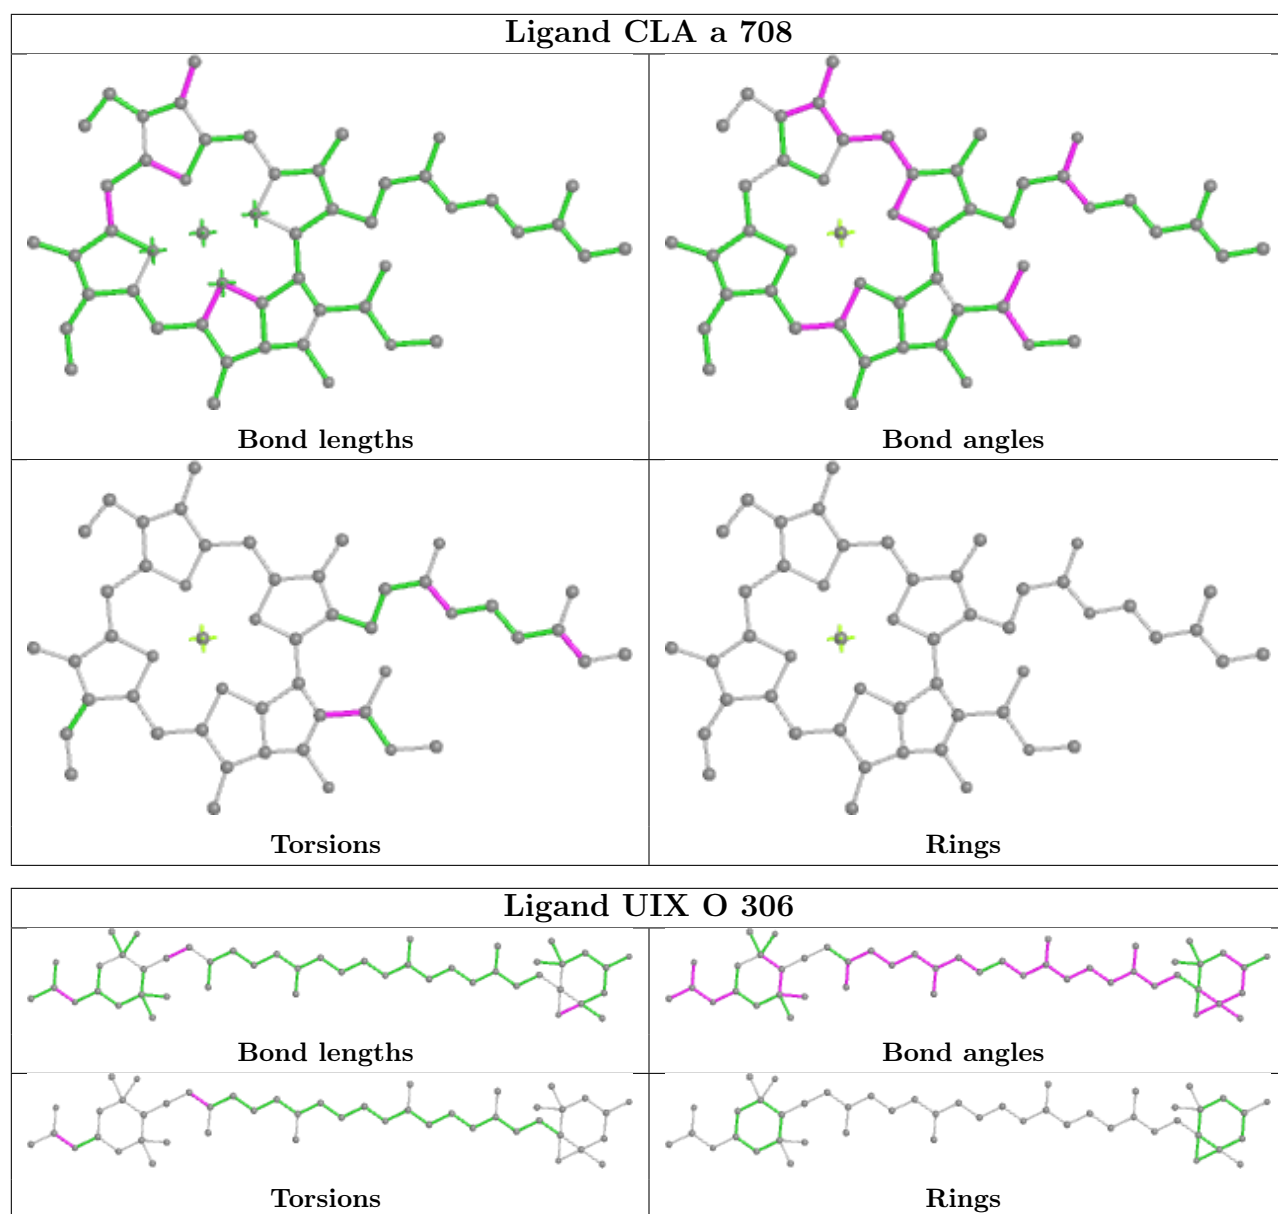 Ligand CLA a 708
Bond lengths
Bond angles
Torsions
Rings
Ligand UIX O 306
Bond lengths
Bond angles
Torsions
Rings